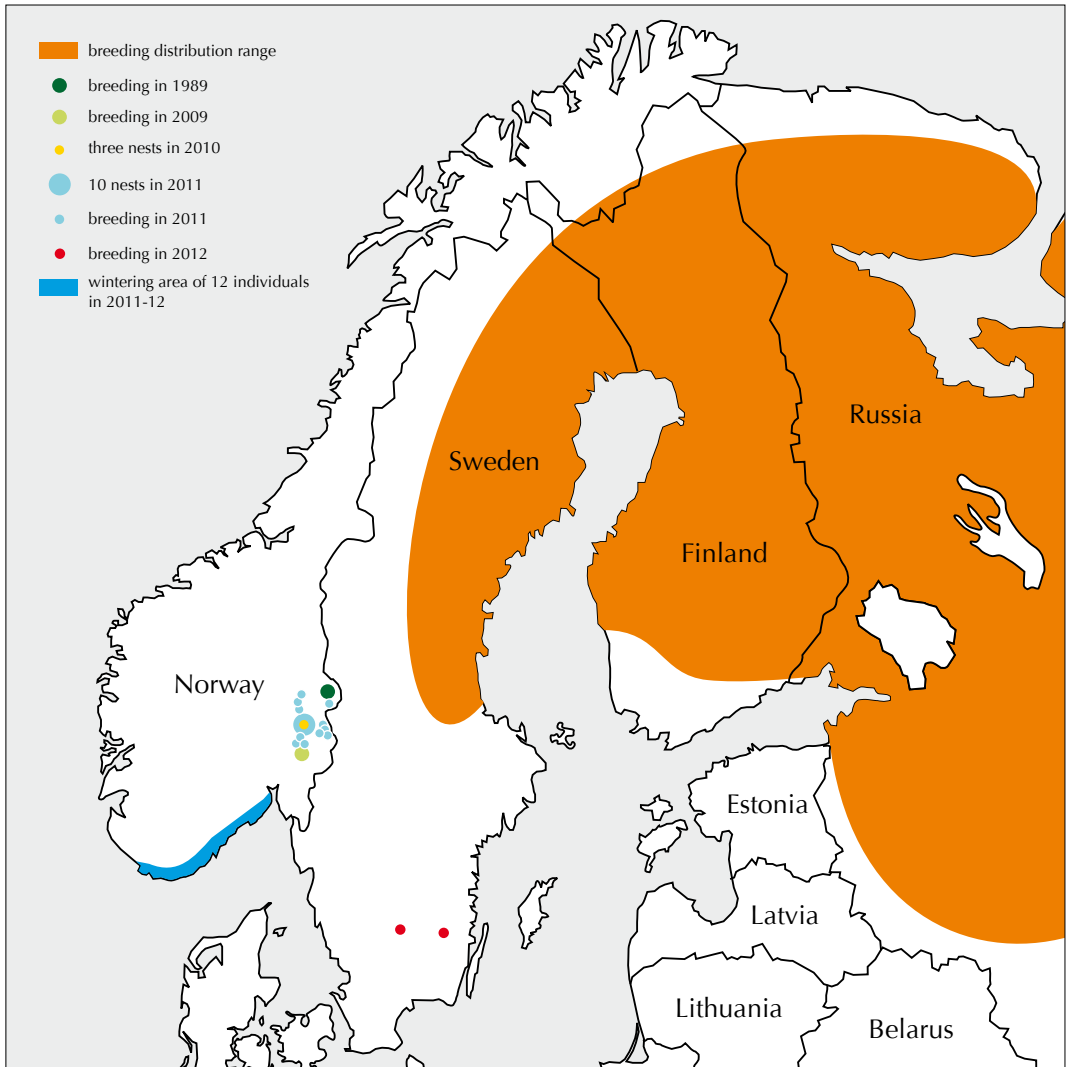 breeding distribution range
breeding in 1989
breeding in 2009
three nests in 2010
10 nests in 2011
breeding in 2011
breeding in 2012
wintering area of 12 individuals
in 2011-12
Russia
Sweden
Finland
Norway
Estonia
Latvia
Lithuania
Belarus